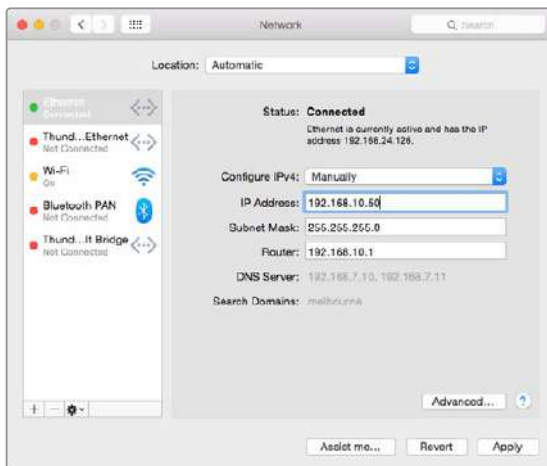 Network
Search
Location: Automatic
Ethernet
Connected
Thund...Ethernet
Not Connected
Wi-Fi
On
Bluetooth PAN
Not Connected
Thund...lt Bridge
Not Connected
Status: Connected
Ethernet is currently active and has the IP
address 192.168.24.126.
Configure IPv4: Manually
IP Address: 192.168.10.50
Subnet Mask: 255.255.255.0
Router: 192.168.10.1
DNS Server: 192.168.7.10, 192.168.7.11
Search Domains: melbourne
Advanced... ?
+ −
Assist me... Revert Apply